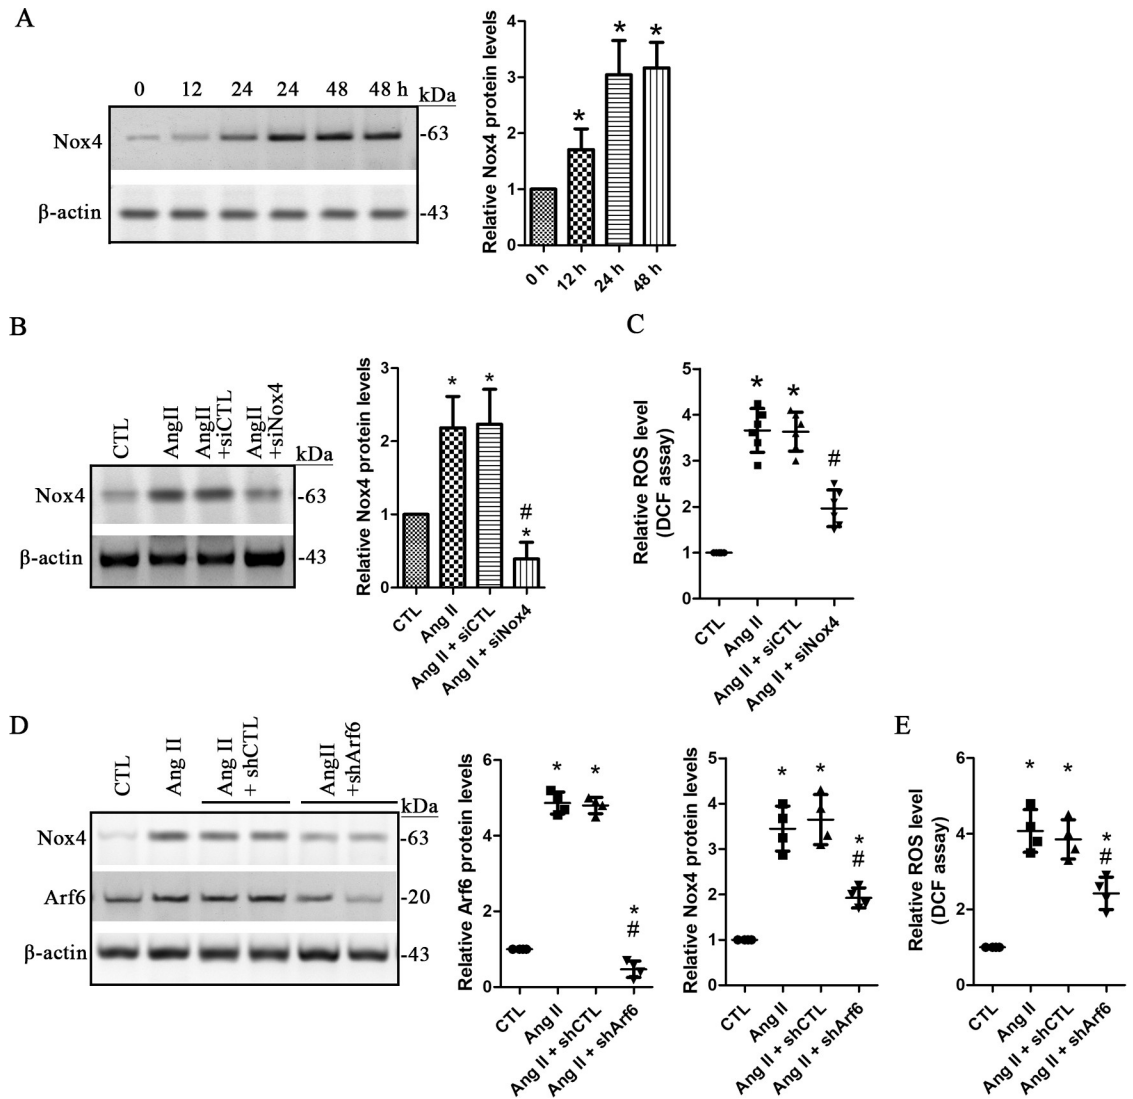 A
0 12 24 24 48 48 h kDa
Nox4 -63
β-actin -43
Relative Nox4 protein levels
4
3
2
1
0
* * *
0 h 12 h 24 h 48 h
B
CTL AngII AngII +siCTL AngII +siNox4 kDa
Nox4 -63
β-actin -43
Relative Nox4 protein levels
3
2
1
0
* * # *
CTL Ang II Ang II + siCTL Ang II + siNox4
C
Relative ROS level
(DCF assay)
5
4
3
2
1
0
* * #
CTL Ang II Ang II + siCTL Ang II + siNox4
D
CTL Ang II Ang II + shCTL AngII +shArf6 kDa
Nox4 -63
Arf6 -20
β-actin -43
Relative Arf6 protein levels
6
4
2
0
* * * #
CTL Ang II Ang II + shCTL Ang II + shArf6
Relative Nox4 protein levels
5
4
3
2
1
0
* * * #
CTL Ang II Ang II + shCTL Ang II + shArf6
E
Relative ROS level
(DCF assay)
6
4
2
0
* * * #
CTL Ang II Ang II + shCTL Ang II + shArf6